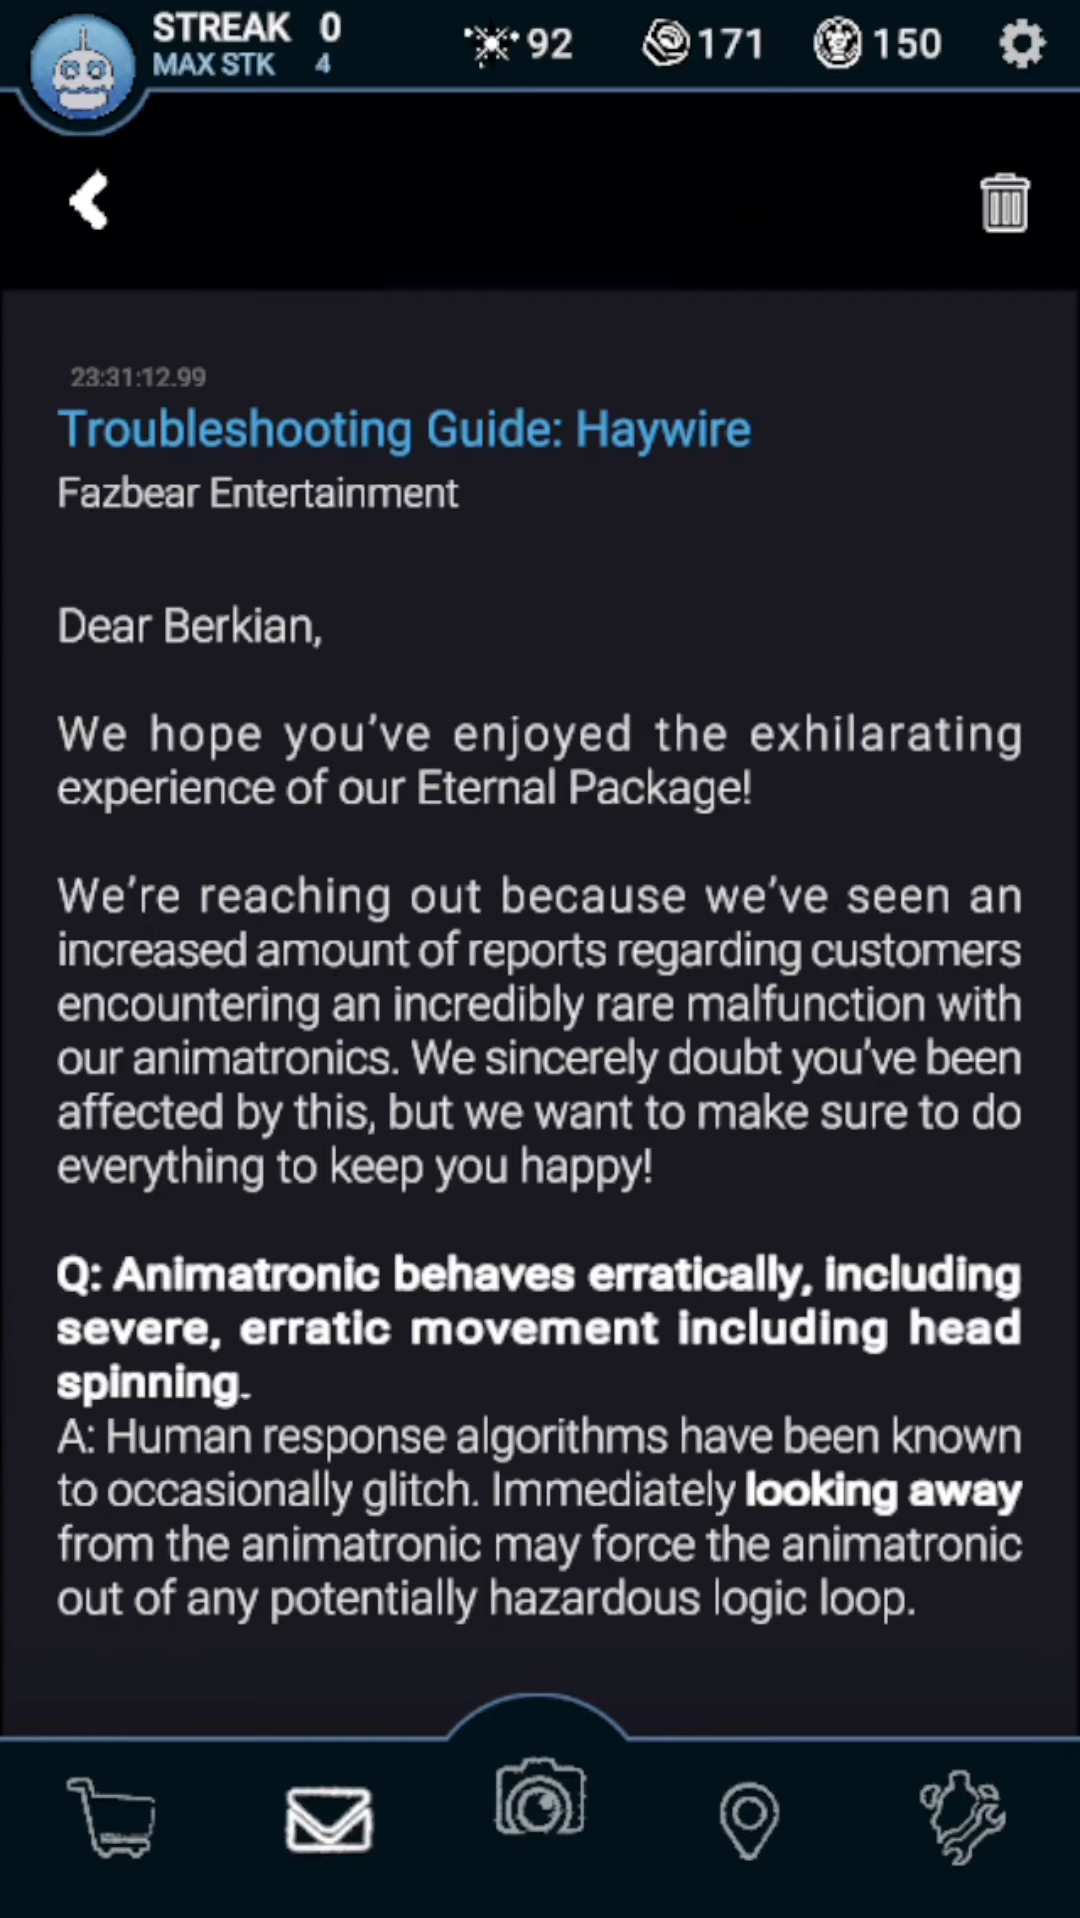 STREAK 0
MAX STK 4
92
171
150
23:31:12.99
Troubleshooting Guide: Haywire
Fazbear Entertainment
Dear Berkian,
We hope you've enjoyed the exhilarating
experience of our Eternal Package!
We're reaching out because we've seen an
increased amount of reports regarding customers
encountering an incredibly rare malfunction with
our animatronics. We sincerely doubt you've been
affected by this, but we want to make sure to do
everything to keep you happy!
Q: Animatronic behaves erratically, including
severe, erratic movement including head
spinning.
A: Human response algorithms have been known
to occasionally glitch. Immediately looking away
from the animatronic may force the animatronic
out of any potentially hazardous logic loop.